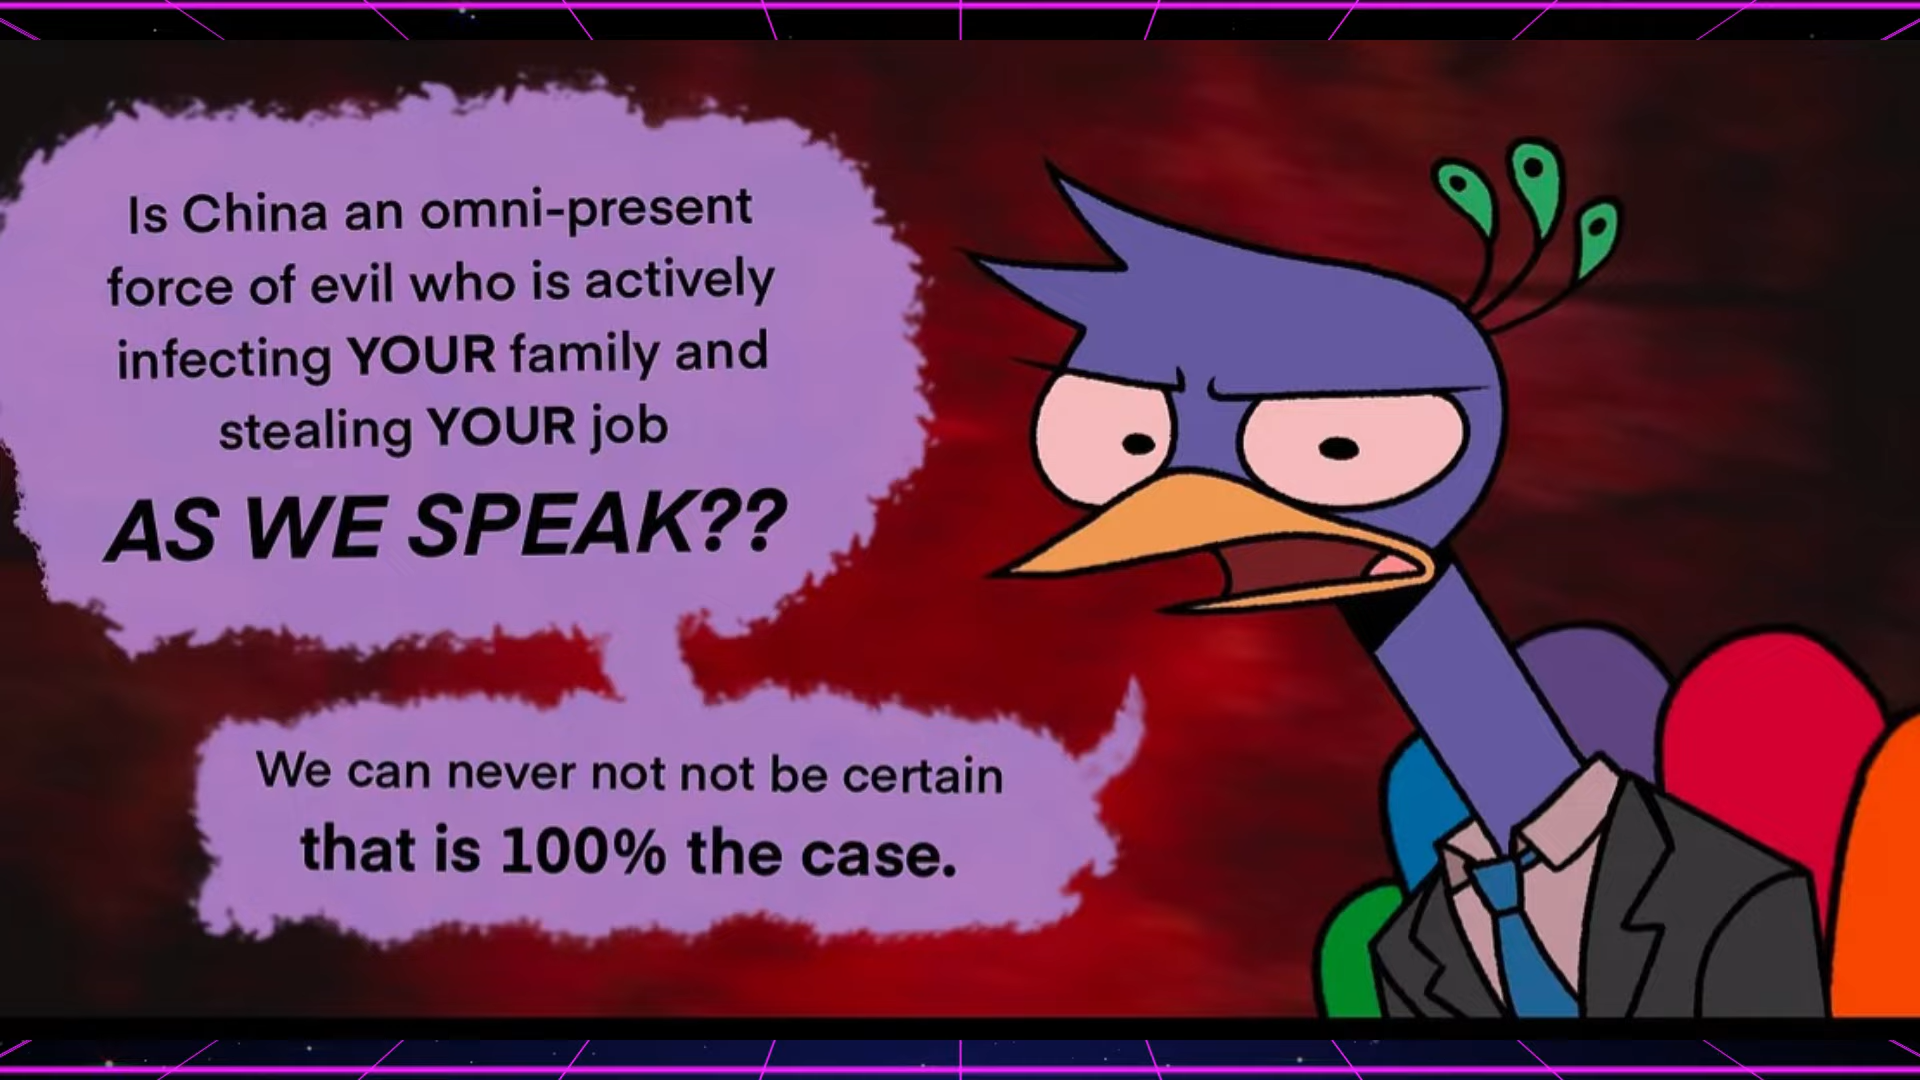 Is China an omni-present
force of evil who is actively
infecting YOUR family and
stealing YOUR job
AS WE SPEAK??
We can never not not be certain
that is 100% the case.